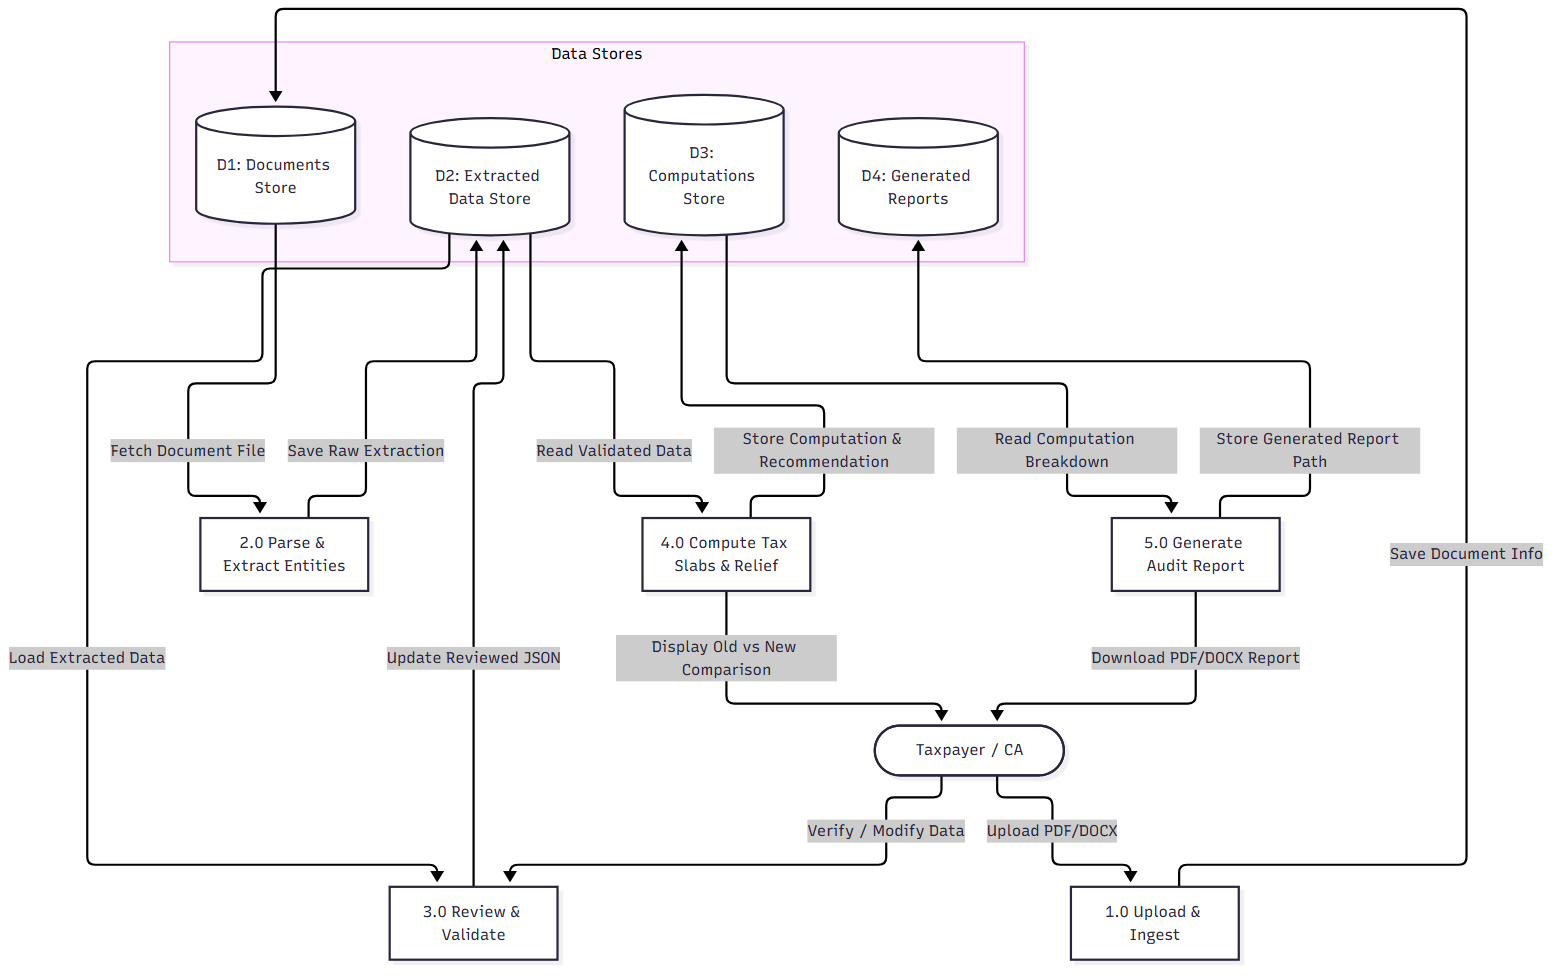 Data Stores
D1: Documents
Store
D2: Extracted
Data Store
D3:
Computations
Store
D4: Generated
Reports
Fetch Document File
Save Raw Extraction
Read Validated Data
Store Computation &
Recommendation
Read Computation
Breakdown
Store Generated Report
Path
2.0 Parse &
Extract Entities
4.0 Compute Tax
Slabs & Relief
5.0 Generate
Audit Report
Save Document Info
Load Extracted Data
Update Reviewed JSON
Display Old vs New
Comparison
Download PDF/DOCX Report
Taxpayer / CA
Verify / Modify Data
Upload PDF/DOCX
3.0 Review &
Validate
1.0 Upload &
Ingest